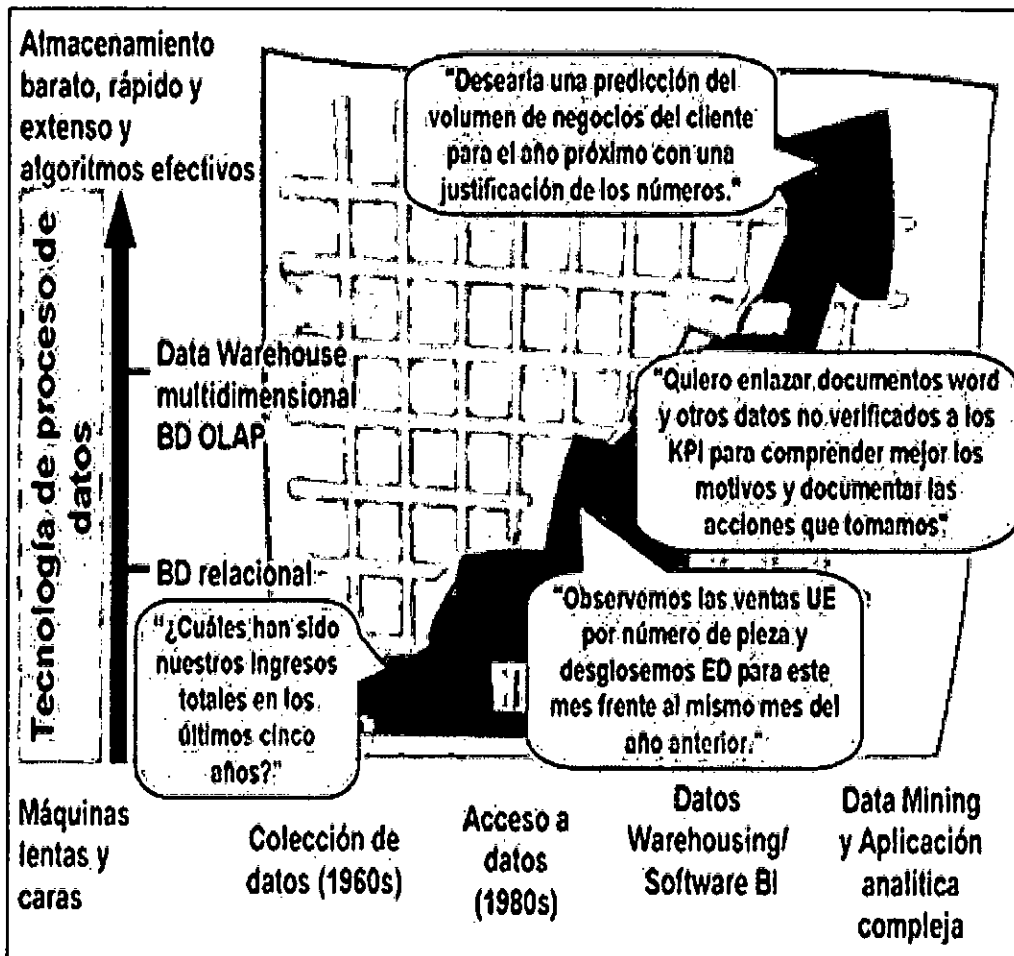 Almacenamiento
barato, rápido y
extenso y
algoritmos efectivos
Tecnología de proceso de
datos
"Desearía una predicción del
volumen de negocios del cliente
para el año próximo con una
justificación de los números."
Data Warehouse
multidimensional
BD OLAP
"Quiero enlazar documentos word
y otros datos no verificados a los
KPI para comprender mejor los
motivos y documentar las
acciones que tomamos"
BD relacional
"¿Cuáles han sido
nuestros ingresos
totales en los
últimos cinco
años?"
"Observemos las ventas UE
por número de pieza y
desglosemos ED para este
mes frente al mismo mes del
año anterior."
Máquinas
lentas y
caras
Colección de
datos (1960s)
Acceso a
datos
(1980s)
Datos
Warehousing/
Software BI
Data Mining
y Aplicación
analítica
compleja